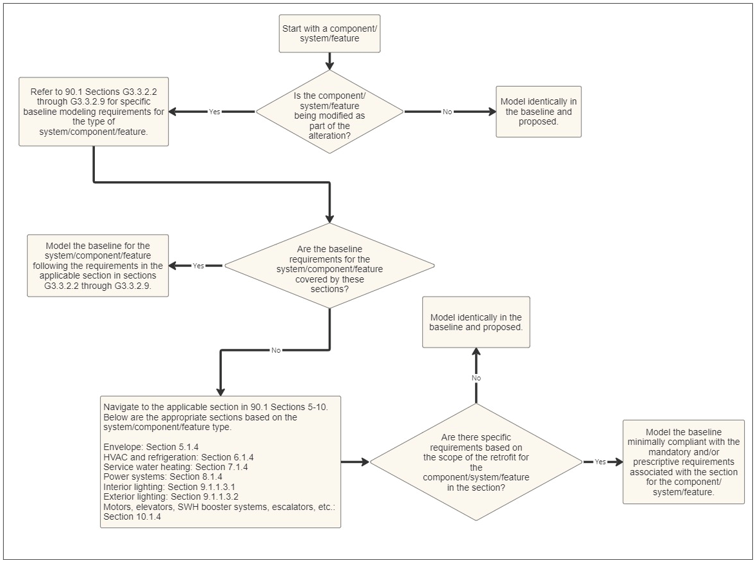 Start with a component/
system/feature
Is the component/
system/feature
being modified as
part of the
alteration?
Yes
No
Refer to 90.1 Sections G3.3.2.2
through G3.3.2.9 for specific
baseline modeling requirements for
the type of
system/component/feature.
Model identically in
the baseline and
proposed.
Are the baseline
requirements for the
system/component/feature
covered by these
sections?
Yes
No
Model the baseline for the
system/component/feature
following the requirements in the
applicable section in sections
G3.3.2.2 through G3.3.2.9.
Navigate to the applicable section in 90.1 Sections 5-10.
Below are the appropriate sections based on the
system/component/feature type.
Envelope: Section 5.1.4
HVAC and refrigeration: Section 6.1.4
Service water heating: Section 7.1.4
Power systems: Section 8.1.4
Interior lighting: Section 9.1.1.3.1
Exterior lighting: Section 9.1.1.3.2
Motors, elevators, SWH booster systems, escalators, etc.:
Section 10.1.4
Are there specific
requirements based on
the scope of the retrofit for
the
component/system/feature
in the section?
No
Model identically in the
baseline and proposed.
Yes
Model the baseline
minimally compliant with the
mandatory and/or
prescriptive requirements
associated with the section
for the component/
system/feature.